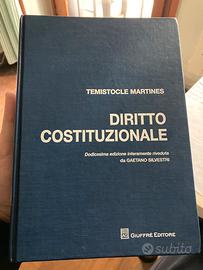 TEMISTOCLE MARTINES
DIRITTO
COSTITUZIONALE
Dodicesima edizione interamente riveduta
da GAETANO SILVESTRI
GIUFFRÈ EDITORE
subito